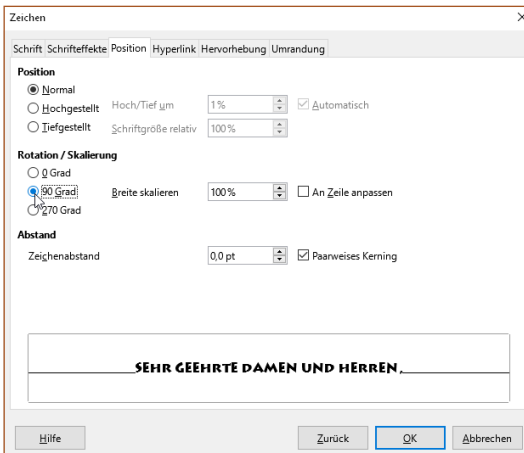 Zeichen
Schrift Schrifteffekte Position Hyperlink Hervorhebung Umrandung
Position
Normal
Hochgestellt Hoch/Tief um 1% Automatisch
Tiefgestellt Schriftgröße relativ 100%
Rotation / Skalierung
0 Grad
90 Grad Breite skalieren 100% An Zeile anpassen
270 Grad
Abstand
Zeichenabstand 0,0 pt Paarweises Kerning
SEHR GEEHRTE DAMEN UND HERREN,
Hilfe Zurück OK Abbrechen